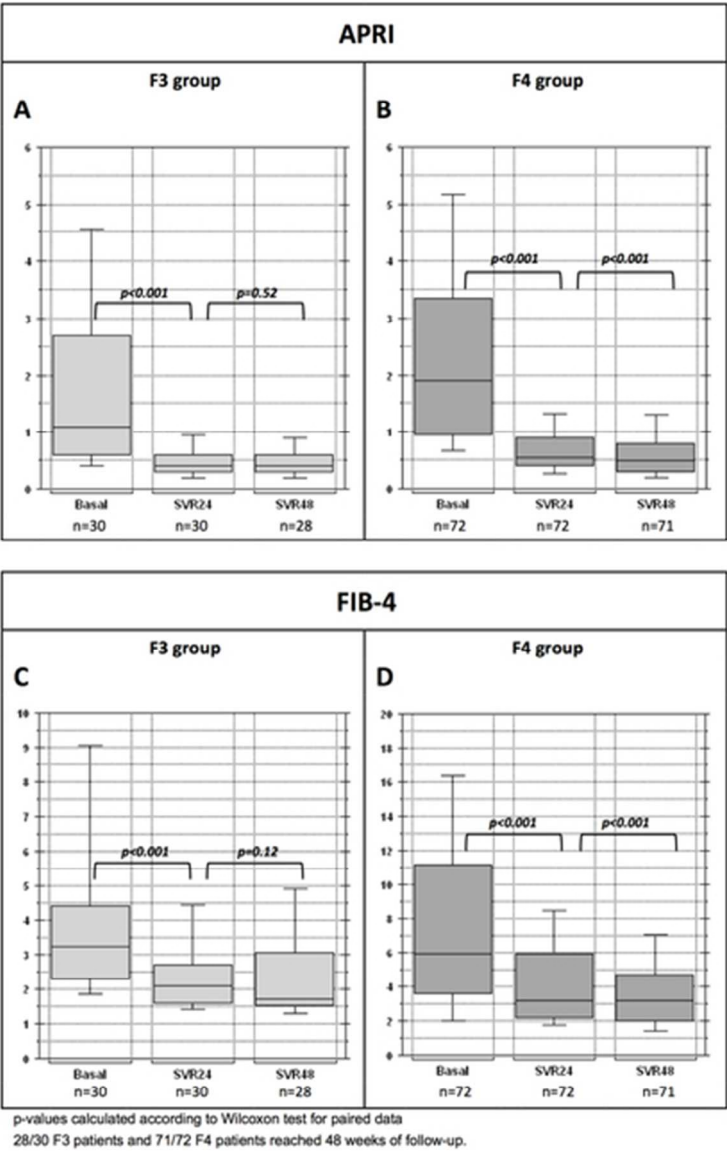 APRI
F3 group
F4 group
A
B
6
5
4
3
2
1
0
p<0.001
p=0.52
Basal
SVR24
SVR48
n=30
n=30
n=28
6
5
4
3
2
1
0
p<0.001
p<0.001
Basal
SVR24
SVR48
n=72
n=72
n=71
FIB-4
F3 group
F4 group
C
D
10
9
8
7
6
5
4
3
2
1
0
p<0.001
p=0.12
Basal
SVR24
SVR48
n=30
n=30
n=28
20
18
16
14
12
10
8
6
4
2
0
p<0.001
p<0.001
Basal
SVR24
SVR48
n=72
n=72
n=71
p-values calculated according to Wilcoxon test for paired data
28/30 F3 patients and 71/72 F4 patients reached 48 weeks of follow-up.